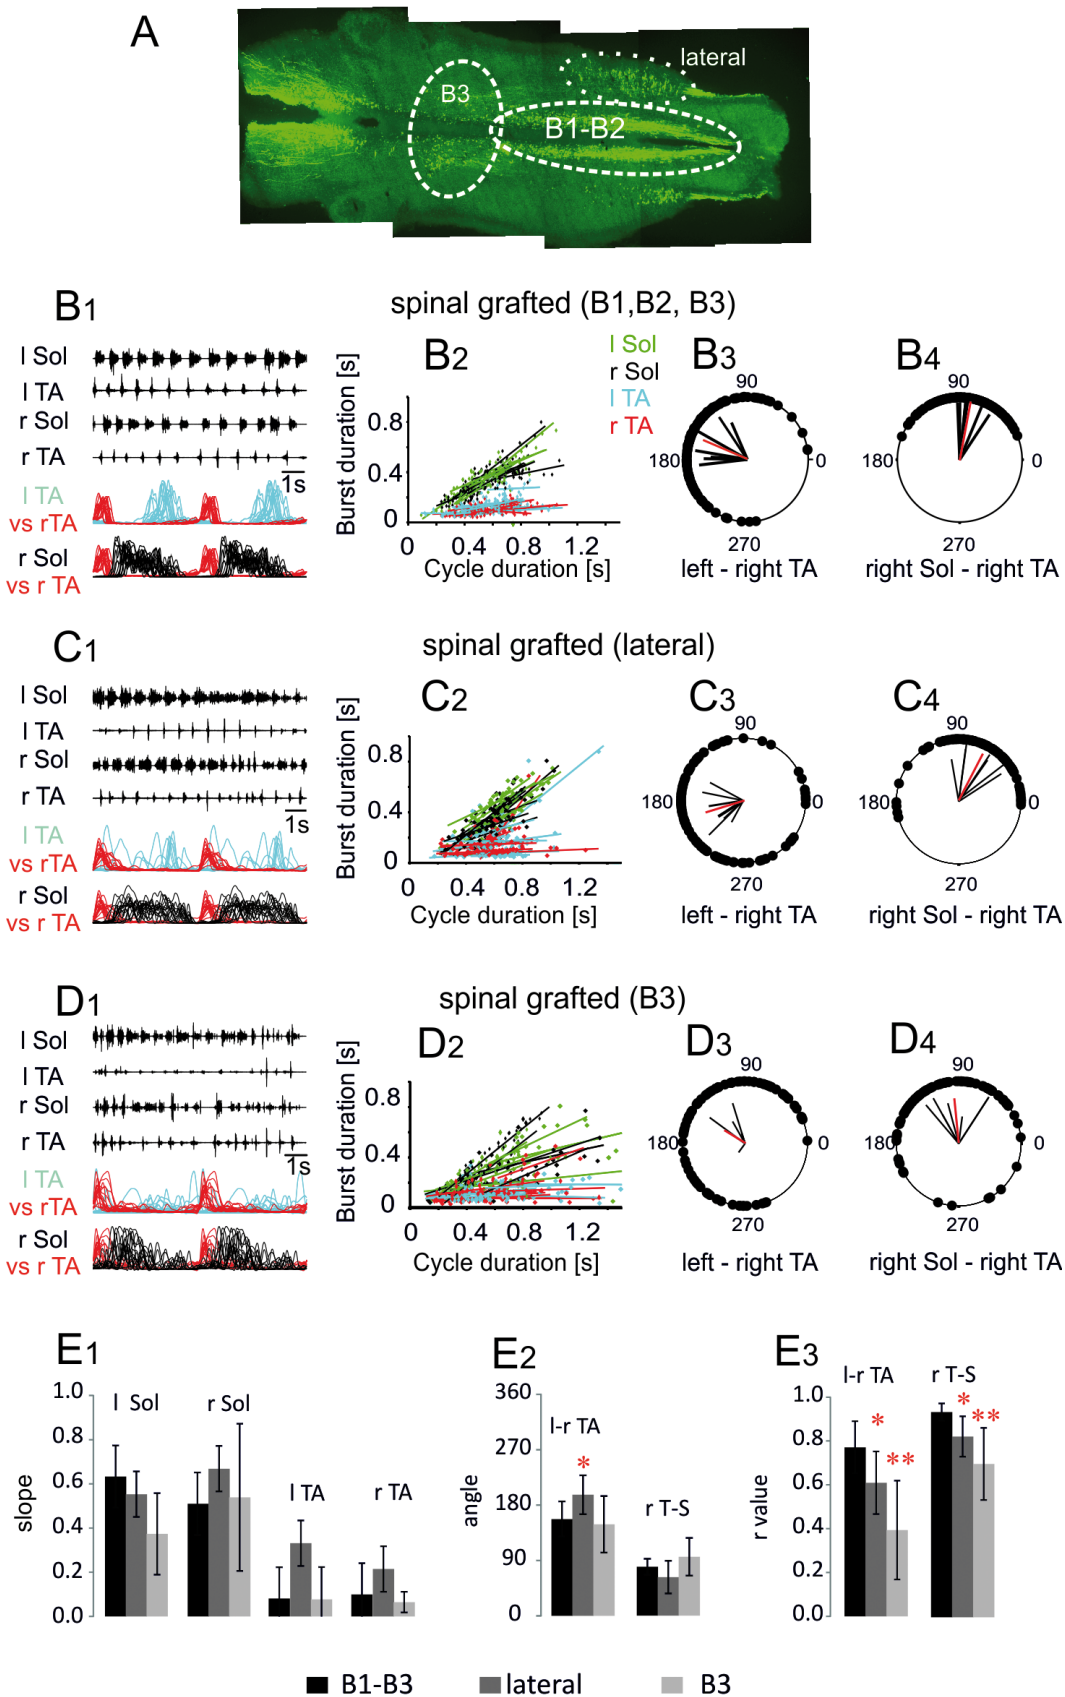 A
lateral
B3
B1-B2
spinal grafted (B1,B2, B3)
B1
l Sol
l TA
r Sol
r TA
1s
l TA
vs rTA
r Sol
vs r TA
B2
Burst duration [s]
0.8
0.4
0
0 0.4 0.8 1.2
Cycle duration [s]
l Sol
r Sol
l TA
r TA
B3
90
180
0
270
left - right TA
B4
90
180
0
270
right Sol - right TA
spinal grafted (lateral)
C1
l Sol
l TA
r Sol
r TA
1s
l TA
vs rTA
r Sol
vs r TA
C2
Burst duration [s]
0.8
0.4
0
0 0.4 0.8 1.2
Cycle duration [s]
C3
90
180
0
270
left - right TA
C4
90
180
0
270
right Sol - right TA
spinal grafted (B3)
D1
l Sol
l TA
r Sol
r TA
1s
l TA
vs rTA
r Sol
vs r TA
D2
Burst duration [s]
0.8
0.4
0
0.4 0.8 1.2
Cycle duration [s]
D3
90
180
0
270
left - right TA
D4
90
180
0
270
right Sol - right TA
E1
slope
1.0
0.8
0.6
0.4
0.2
0.0
l Sol
r Sol
l TA
r TA
E2
angle
360
270
180
90
0
l-r TA
*
r T-S
E3
r value
1.0
0.8
0.6
0.4
0.2
0.0
l-r TA
*
**
r T-S
*
**
B1-B3
lateral
B3